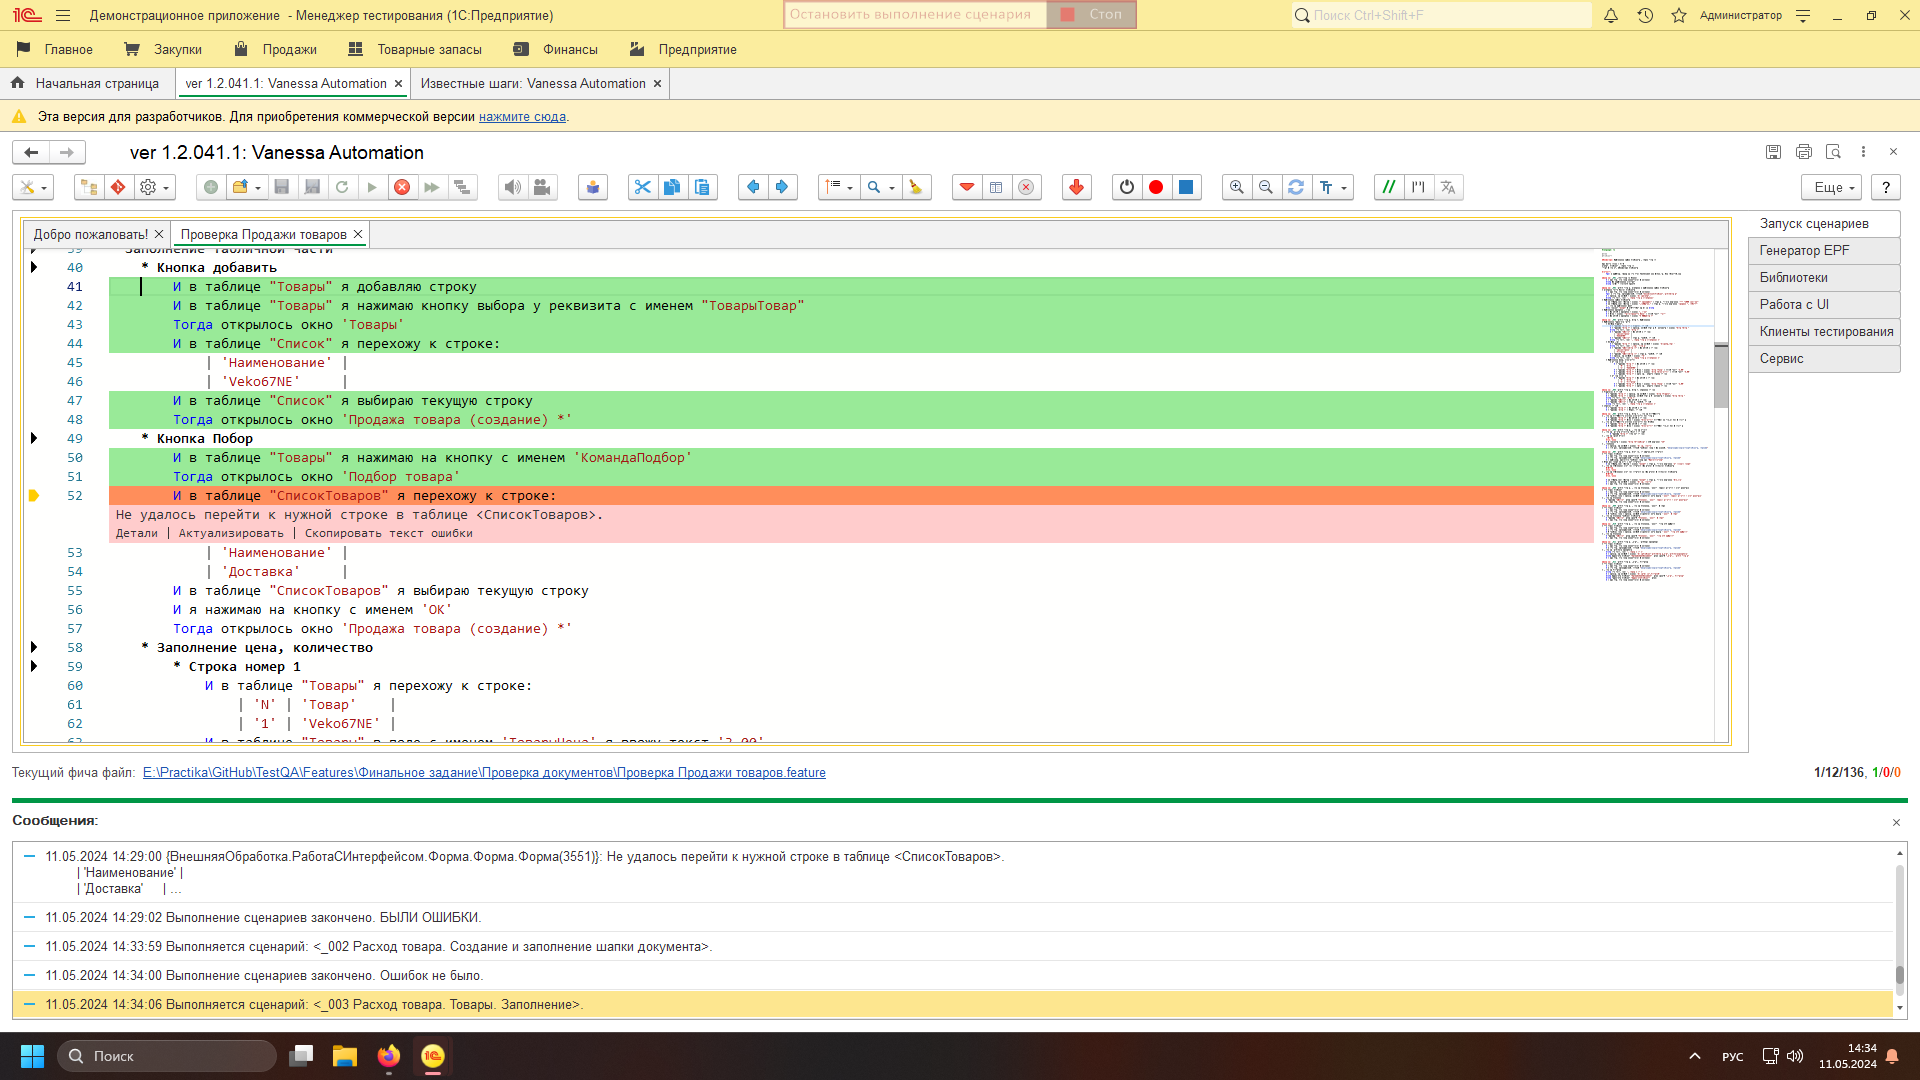 Демонстрационное приложение - Менеджер тестирования (1С:Предприятие)
Остановить выполнение сценария
Стоп
Поиск Ctrl+Shift+F
Администратор
Главное
Закупки
Продажи
Товарные запасы
Финансы
Предприятие
Начальная страница
ver 1.2.041.1: Vanessa Automation ×
Известные шаги: Vanessa Automation ×
Эта версия для разработчиков. Для приобретения коммерческой версии нажмите сюда.
ver 1.2.041.1: Vanessa Automation
Еще
?
Добро пожаловать!
Проверка Продажи товаров
39 Заполнение табличной части
40 * Кнопка добавить
41 И в таблице "Товары" я добавляю строку
42 И в таблице "Товары" я нажимаю кнопку выбора у реквизита с именем "ТоварыТовар"
43 Тогда открылось окно 'Товары'
44 И в таблице "Список" я перехожу к строке:
45 | 'Наименование' |
46 | 'Veko67NE' |
47 И в таблице "Список" я выбираю текущую строку
48 Тогда открылось окно 'Продажа товара (создание) *'
49 * Кнопка Побор
50 И в таблице "Товары" я нажимаю на кнопку с именем 'КомандаПодбор'
51 Тогда открылось окно 'Подбор товара'
52 И в таблице "СписокТоваров" я перехожу к строке:
Не удалось перейти к нужной строке в таблице <СписокТоваров>.
Детали | Актуализировать | Скопировать текст ошибки
53 | 'Наименование' |
54 | 'Доставка' |
55 И в таблице "СписокТоваров" я выбираю текущую строку
56 И я нажимаю на кнопку с именем 'ОК'
57 Тогда открылось окно 'Продажа товара (создание) *'
58 * Заполнение цена, количество
59 * Строка номер 1
60 И в таблице "Товары" я перехожу к строке:
61 | 'N' | 'Товар' |
62 | '1' | 'Veko67NE' |
63 И в таблице "Товары" в поле с именем 'ТоварыЦена' я ввожу текст '3,00'
Запуск сценариев
Генератор EPF
Библиотеки
Работа с UI
Клиенты тестирования
Сервис
Текущий фича файл: E:\Practika\GitHub\TestQA\Features\Финальное задание\Проверка документов\Проверка Продажи товаров.feature
1/12/136, 1/0/0
Сообщения:
11.05.2024 14:29:00 {ВнешняяОбработка.РаботаСИнтерфейсом.Форма.Форма.Форма(3551)}: Не удалось перейти к нужной строке в таблице <СписокТоваров>.
| 'Наименование' |
| 'Доставка' | ...
11.05.2024 14:29:02 Выполнение сценариев закончено. БЫЛИ ОШИБКИ.
11.05.2024 14:33:59 Выполняется сценарий: <_002 Расход товара. Создание и заполнение шапки документа>.
11.05.2024 14:34:00 Выполнение сценариев закончено. Ошибок не было.
11.05.2024 14:34:06 Выполняется сценарий: <_003 Расход товара. Товары. Заполнение>.
Поиск
РУС
14:34
11.05.2024